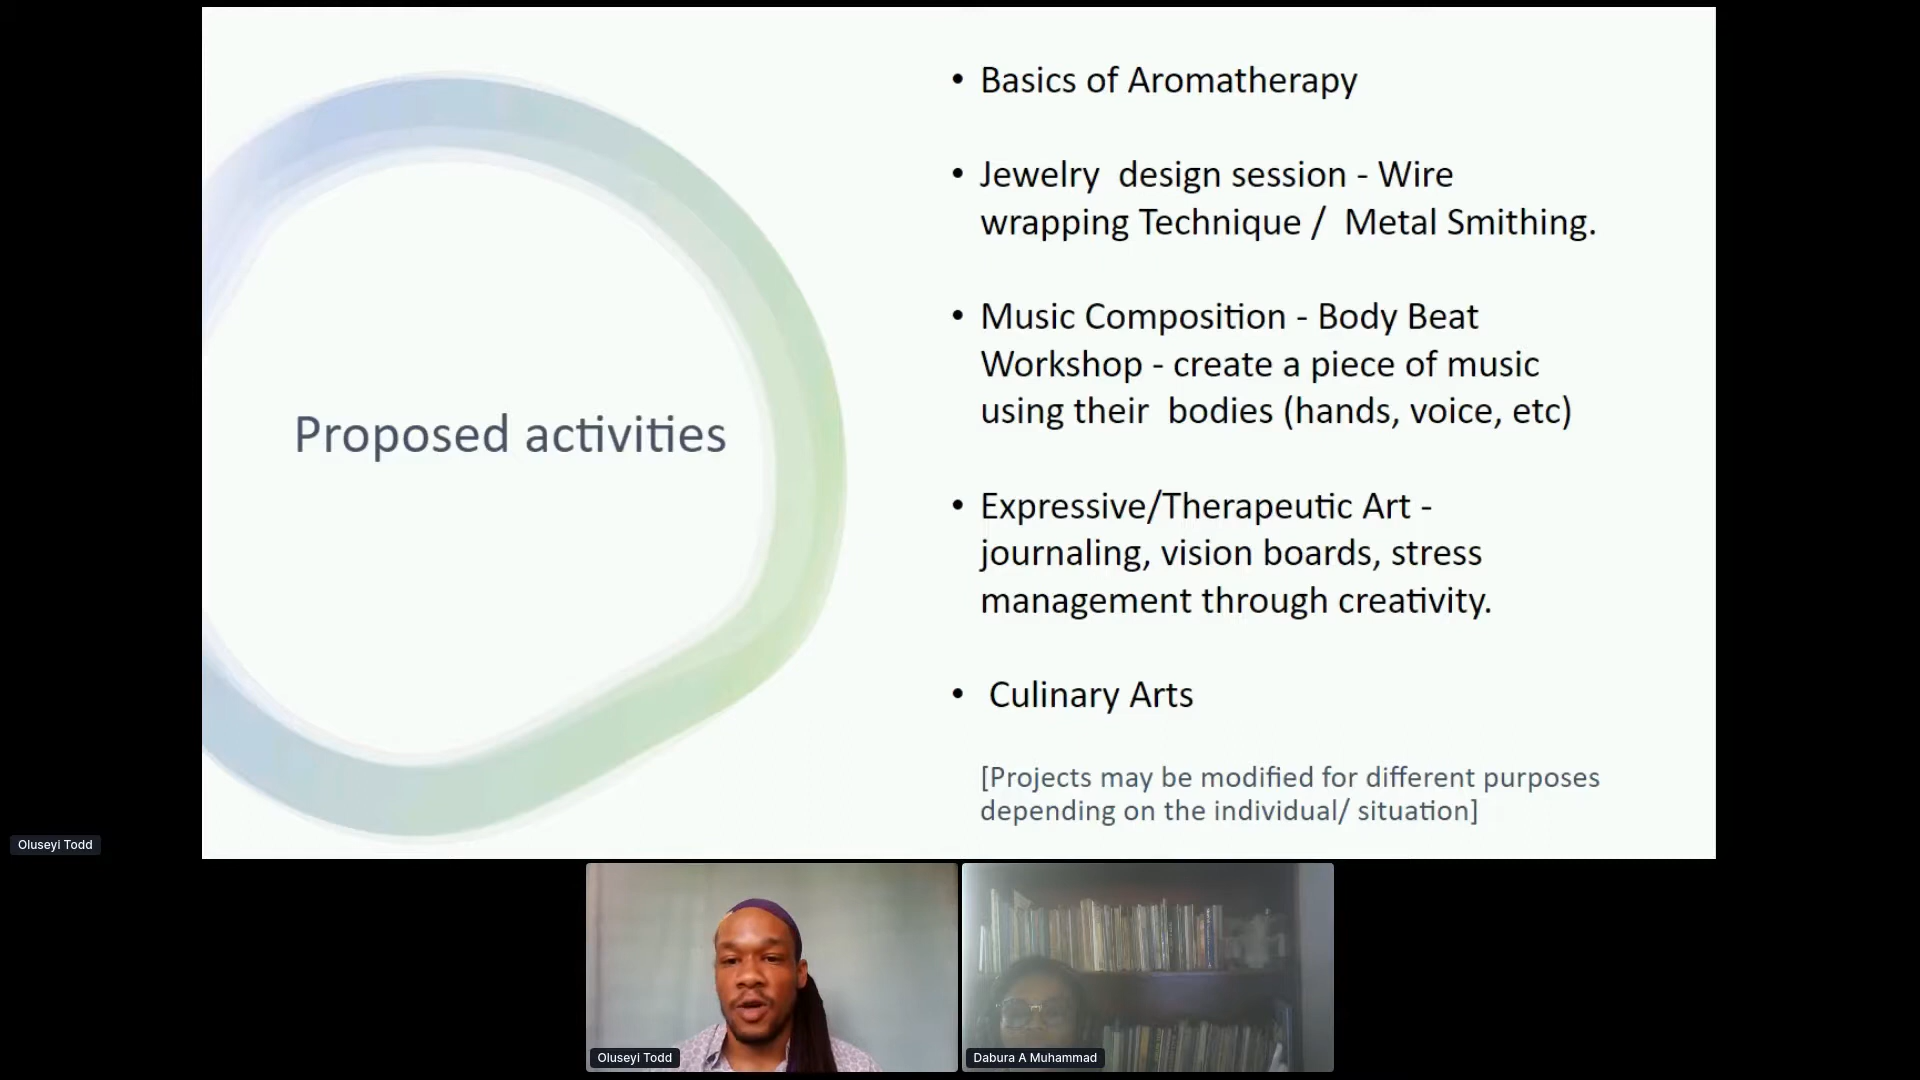 Proposed activities
• Basics of Aromatherapy
• Jewelry  design session - Wire
wrapping Technique /  Metal Smithing.
• Music Composition - Body Beat
Workshop - create a piece of music
using their  bodies (hands, voice, etc)
• Expressive/Therapeutic Art -
journaling, vision boards, stress
management through creativity.
•  Culinary Arts
[Projects may be modified for different purposes
depending on the individual/ situation]
Oluseyi Todd
Oluseyi Todd
Dabura A Muhammad